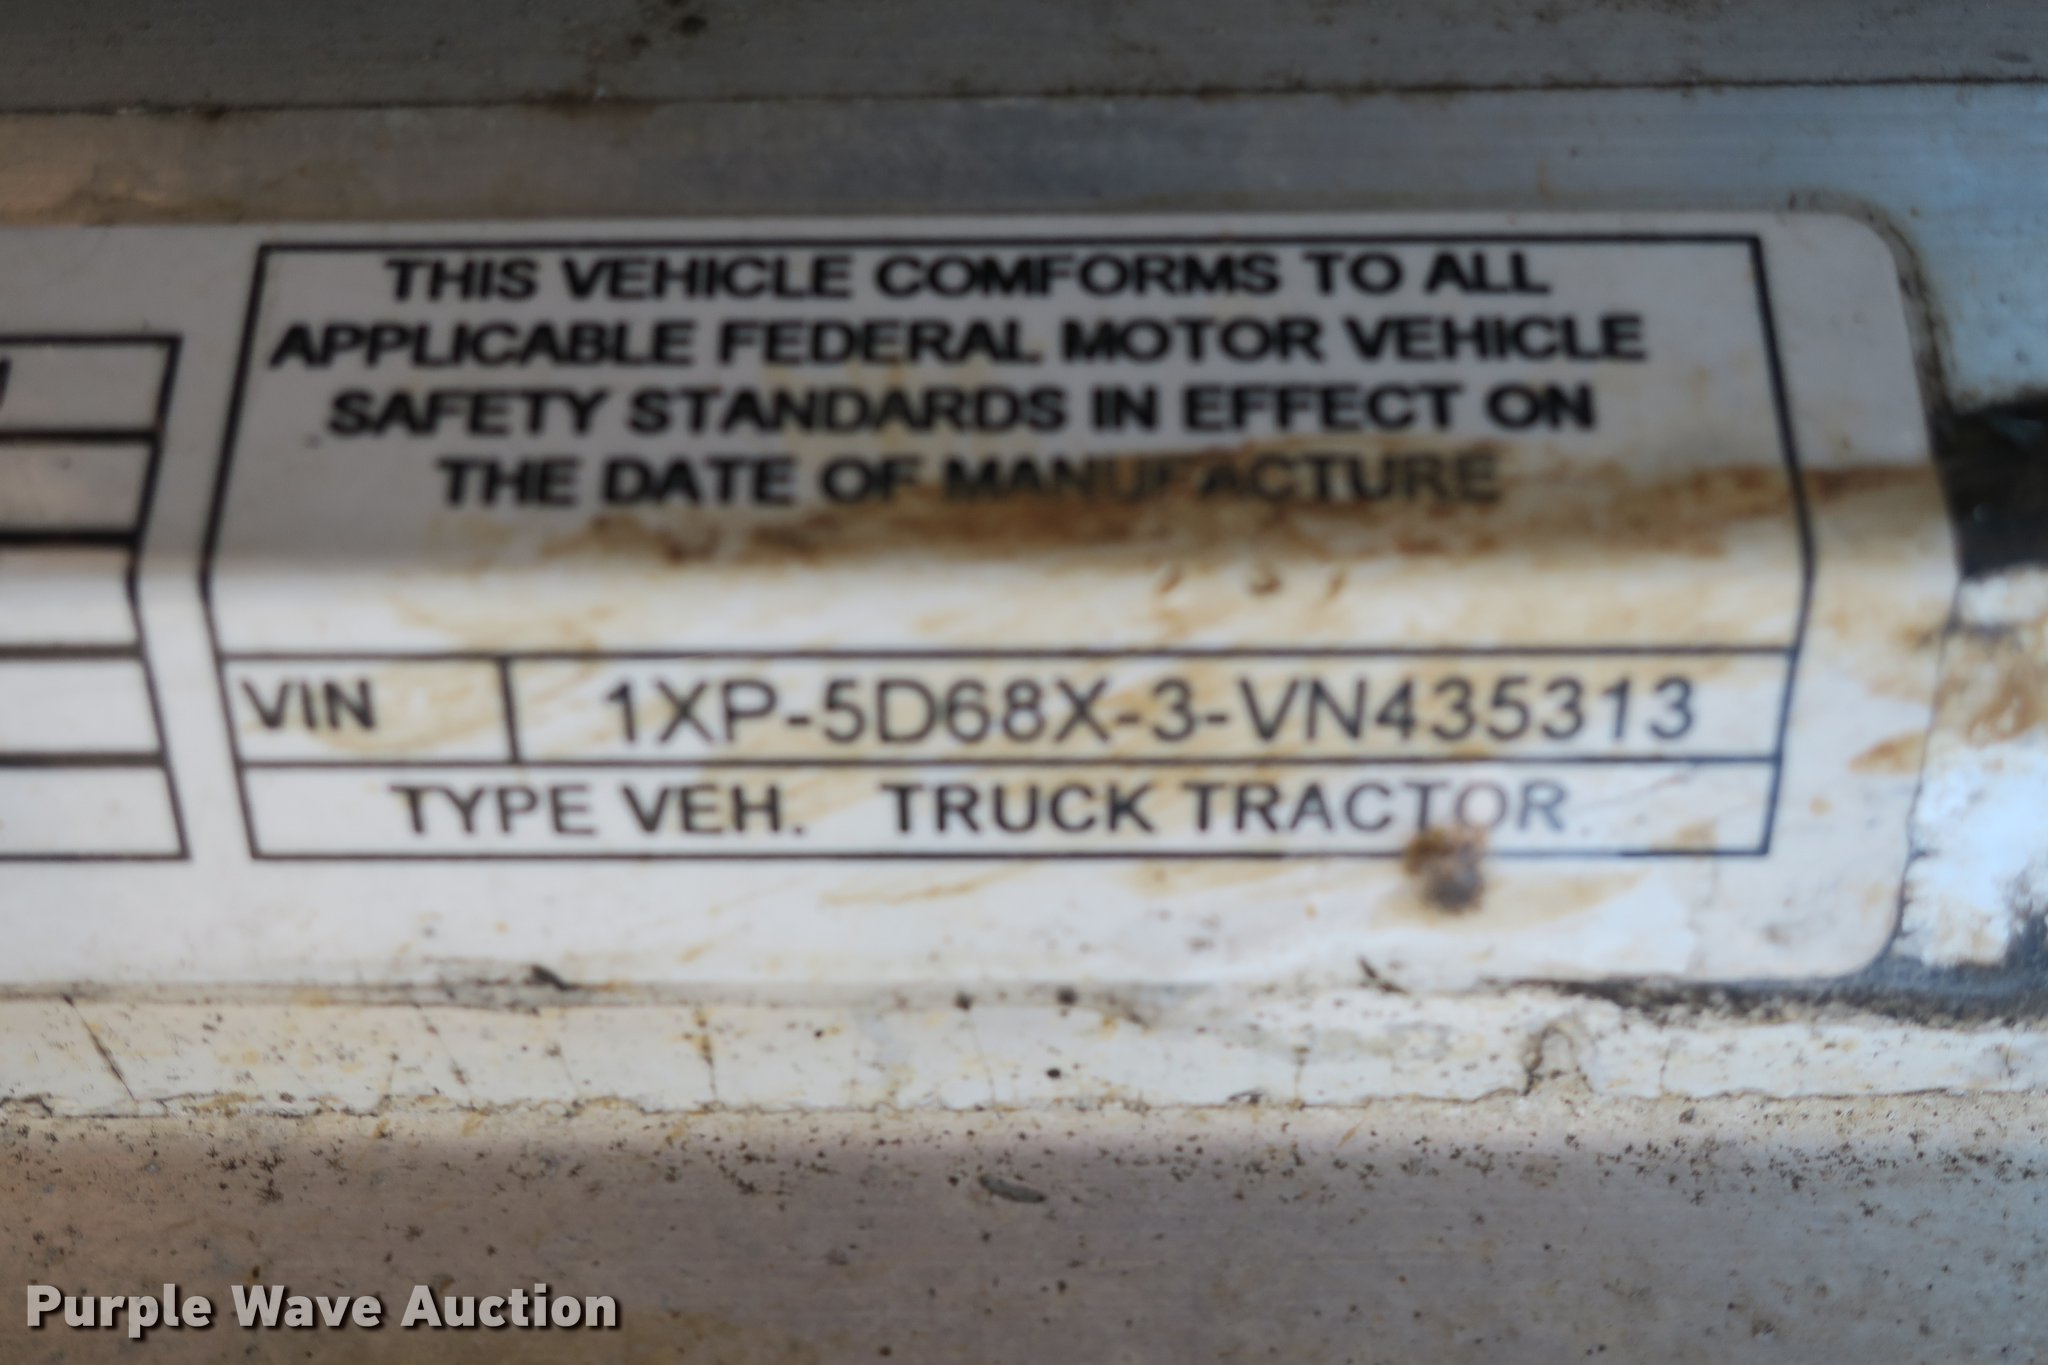 THIS VEHICLE COMFORMS TO ALL
APPLICABLE FEDERAL MOTOR VEHICLE
SAFETY STANDARDS IN EFFECT ON
THE DATE OF MANUFACTURE
VIN 1XP-5D68X-3-VN435313
TYPE VEH. TRUCK TRACTOR
Purple Wave Auction